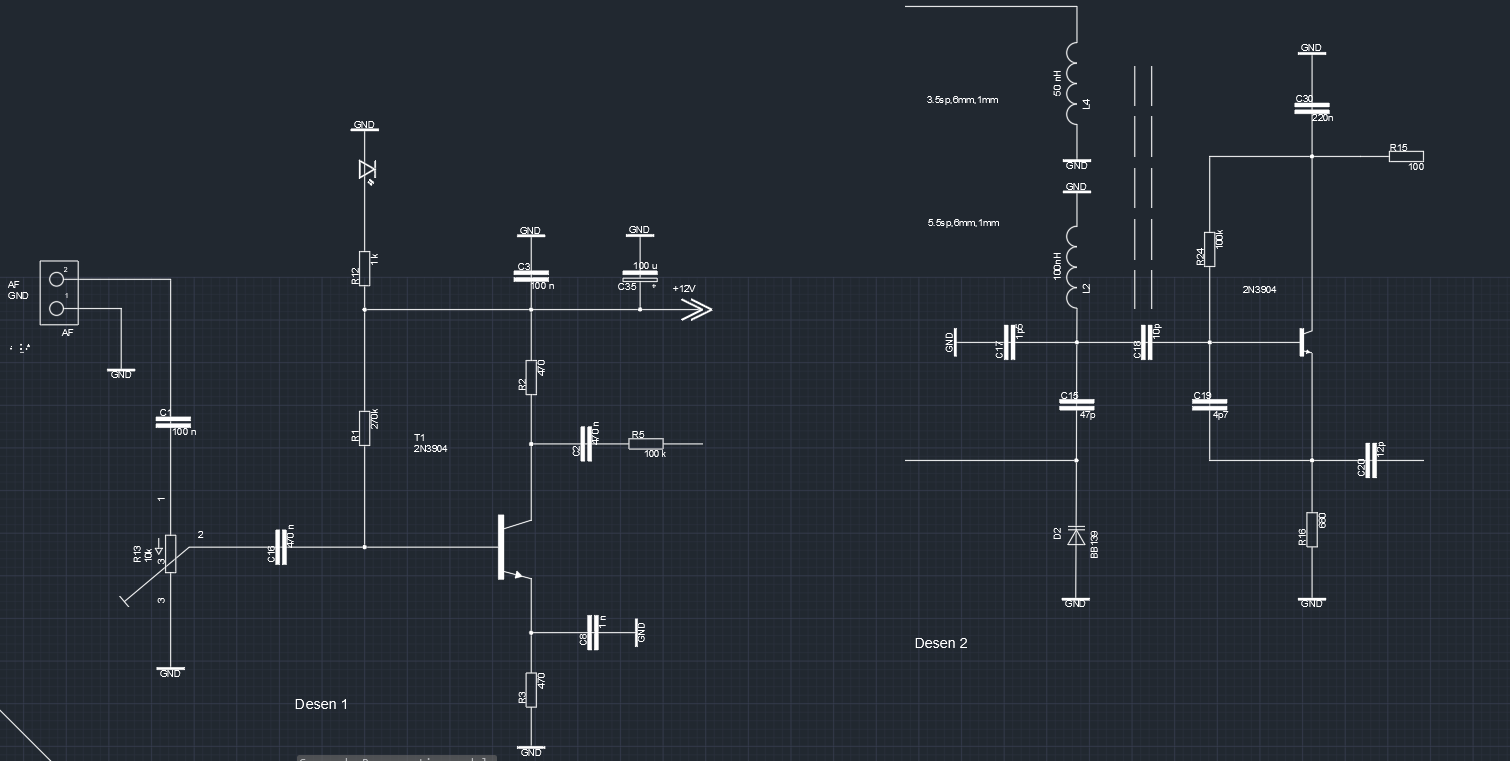 GND
50 nH
L4
GND
C30
220n
3.5sp,6mm,1mm
GND
R15
100
GND
GND
5.5sp,6mm,1mm
100k
R24
100nH
L2
2N3904
GND
GND
1k
R12
C3
100 n
100 u
C35
+
+12V
2
AF
GND
1
AF
GND
GND
C17
1p5
C18
10p
470
R2
C15
47p
C19
4p7
C1
100 n
270k
R1
T1
2N3904
470 n
C2
R5
100 k
12p
C20
1
2
R13
10k
3
3
470 n
C16
D2
BB139
680
R16
GND
GND
1n
C8
GND
Desen 2
GND
470
R3
Desen 1
GND